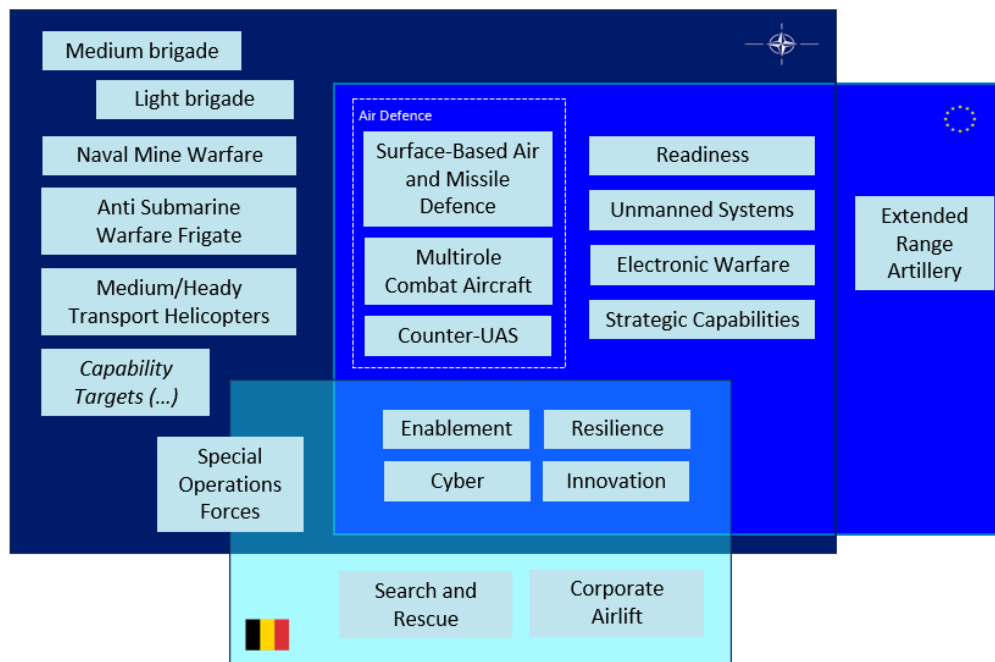 Medium brigade
Light brigade
Naval Mine Warfare
Anti Submarine
Warfare Frigate
Medium/Heady
Transport Helicopters
Capability
Targets (...)
Special
Operations
Forces
Air Defence
Surface-Based Air
and Missile
Defence
Multirole
Combat Aircraft
Counter-UAS
Readiness
Unmanned Systems
Electronic Warfare
Strategic Capabilities
Extended
Range
Artillery
Enablement
Resilience
Cyber
Innovation
Search and
Rescue
Corporate
Airlift